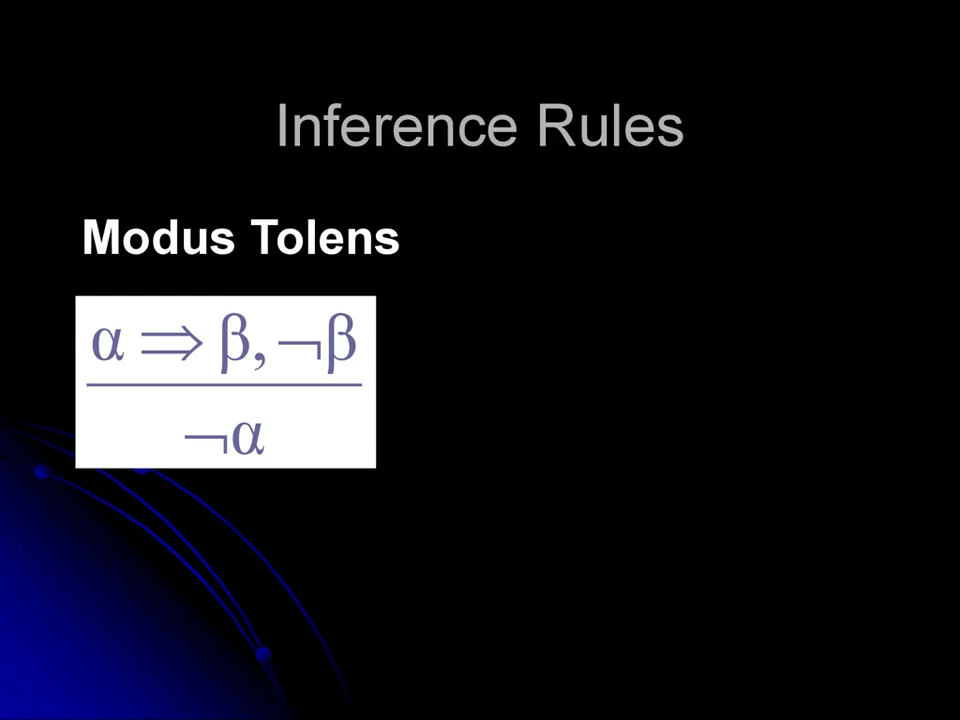 Inference Rules
Modus Tolens
α ⇒ β, ¬β
¬α